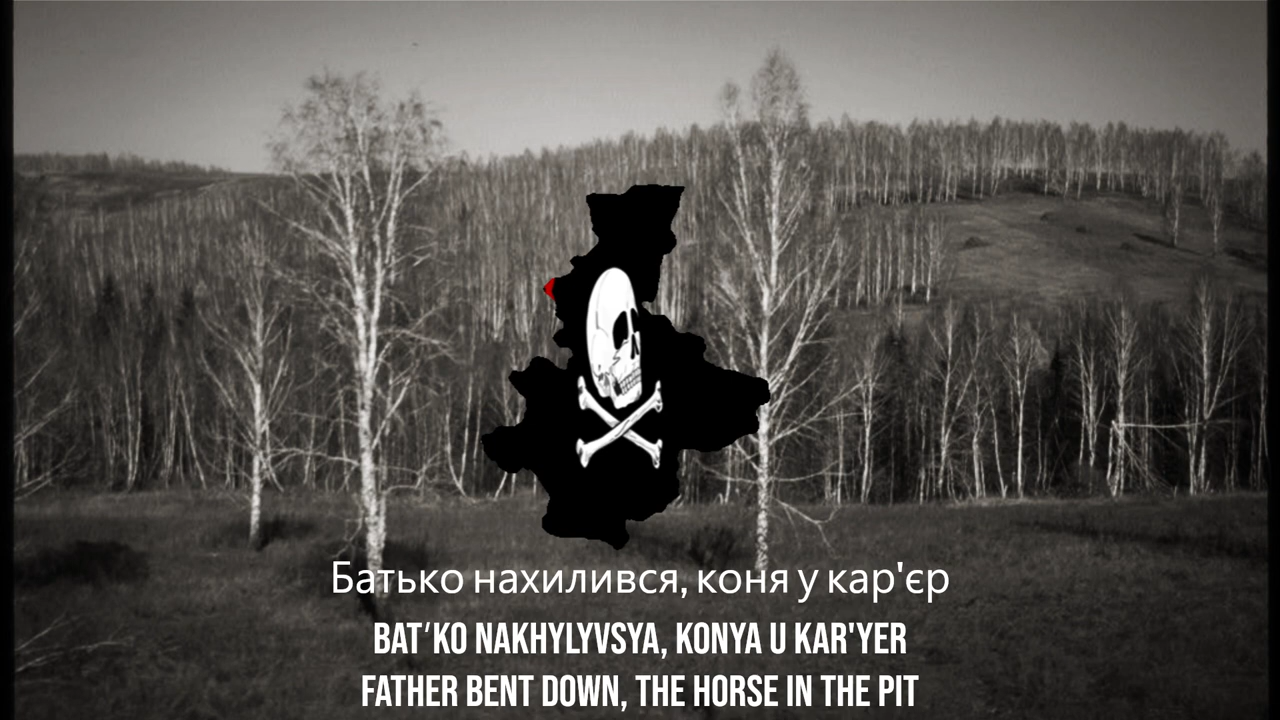 Батько нахилився, коня у кар'єр
BAT′KO NAKHYLYVSYA, KONYA U KAR'YER
FATHER BENT DOWN, THE HORSE IN THE PIT